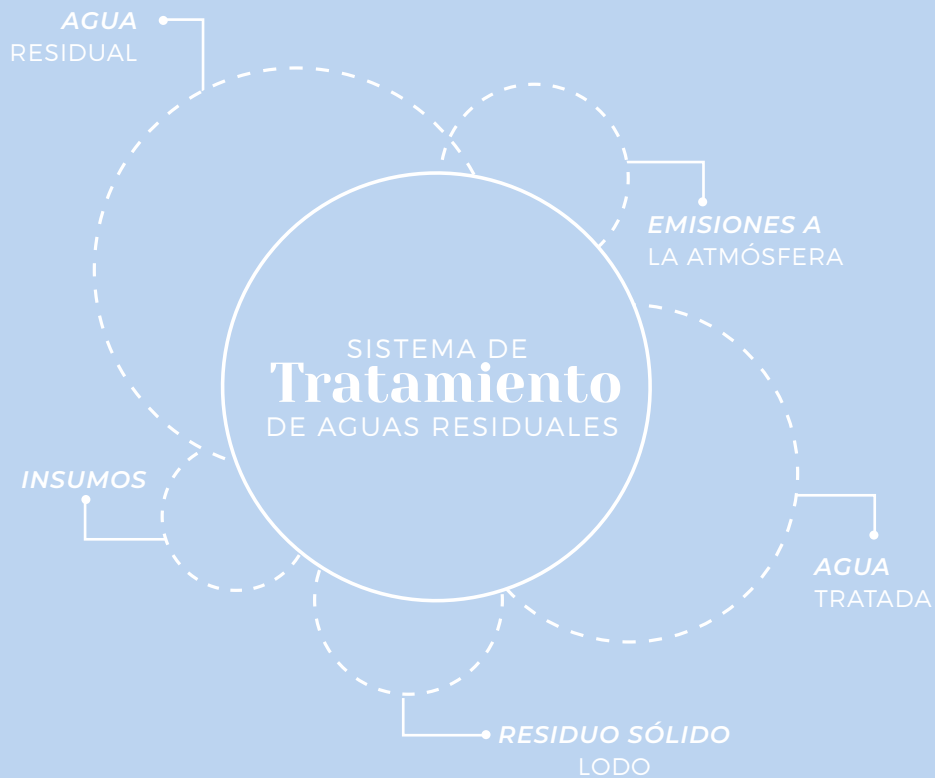 AGUA
RESIDUAL
EMISIONES A
LA ATMÓSFERA
SISTEMA DE
Tratamiento
DE AGUAS RESIDUALES
INSUMOS
AGUA
TRATADA
RESIDUO SÓLIDO
LODO